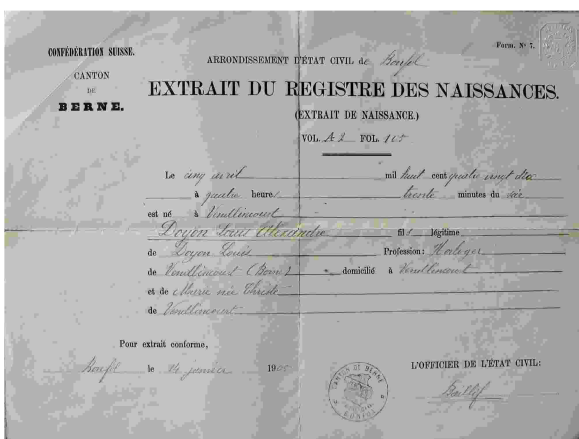 CONFÉDÉRATION SUISSE.
Form. Nº 7.
ARRONDISSEMENT D'ÉTAT CIVIL de Bonfol
CANTON
DE
BERNE.
EXTRAIT DU REGISTRE DES NAISSANCES.
(EXTRAIT DE NAISSANCE.)
VOL. A 2 FOL. 165
Le cinq avril mil huit cent quatre vingt dix
à quatre heures trente minutes du soir
est né à Vendlincourt
Doyon Louis Alexandre fils légitime
de Doyon Louis Profession: Horloger
de Vendlincourt (Bern) domicilié à Vendlincourt
et de Marie née Christe
de Vendlincourt
Pour extrait conforme,
Bonfol le janvier 19
L'OFFICIER DE L'ÉTAT CIVIL:
CANTON DE BERNE
BONFOL